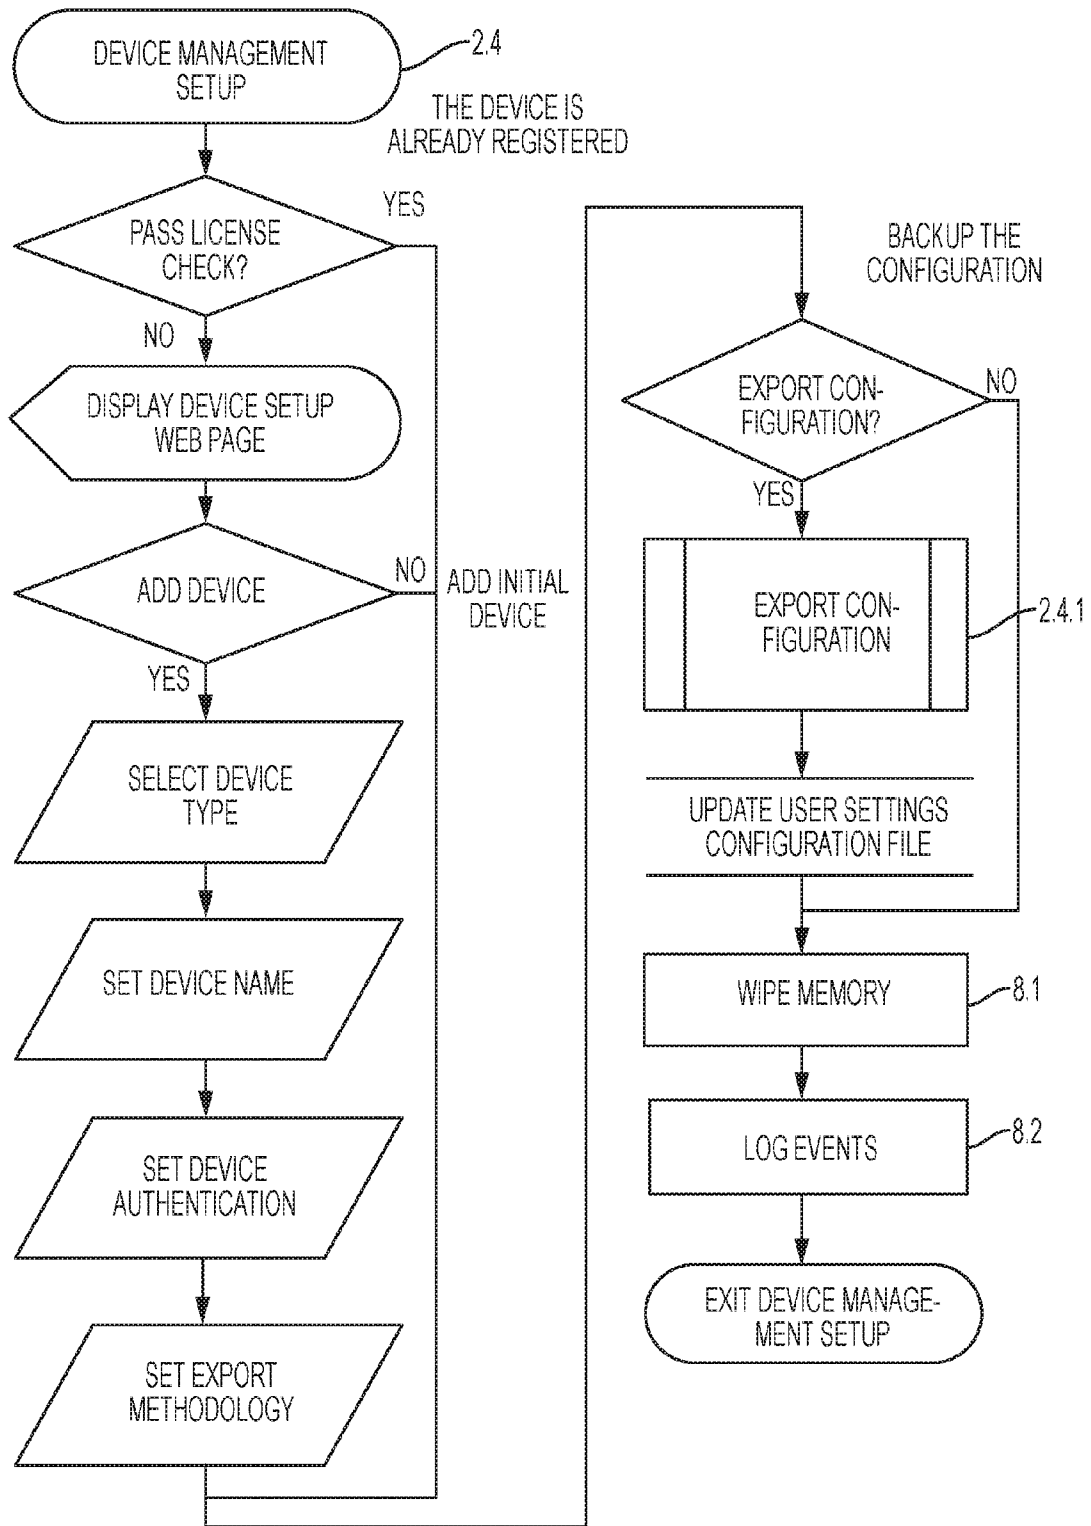 DEVICE MANAGEMENT
SETUP
2.4
THE DEVICE IS
ALREADY REGISTERED
PASS LICENSE
CHECK?
YES
NO
DISPLAY DEVICE SETUP
WEB PAGE
ADD DEVICE
NO
ADD INITIAL
DEVICE
YES
SELECT DEVICE
TYPE
SET DEVICE NAME
SET DEVICE
AUTHENTICATION
SET EXPORT
METHODOLOGY
BACKUP THE
CONFIGURATION
EXPORT CON-
FIGURATION?
NO
YES
EXPORT CON-
FIGURATION
2.4.1
UPDATE USER SETTINGS
CONFIGURATION FILE
WIPE MEMORY
8.1
LOG EVENTS
8.2
EXIT DEVICE MANAGE-
MENT SETUP